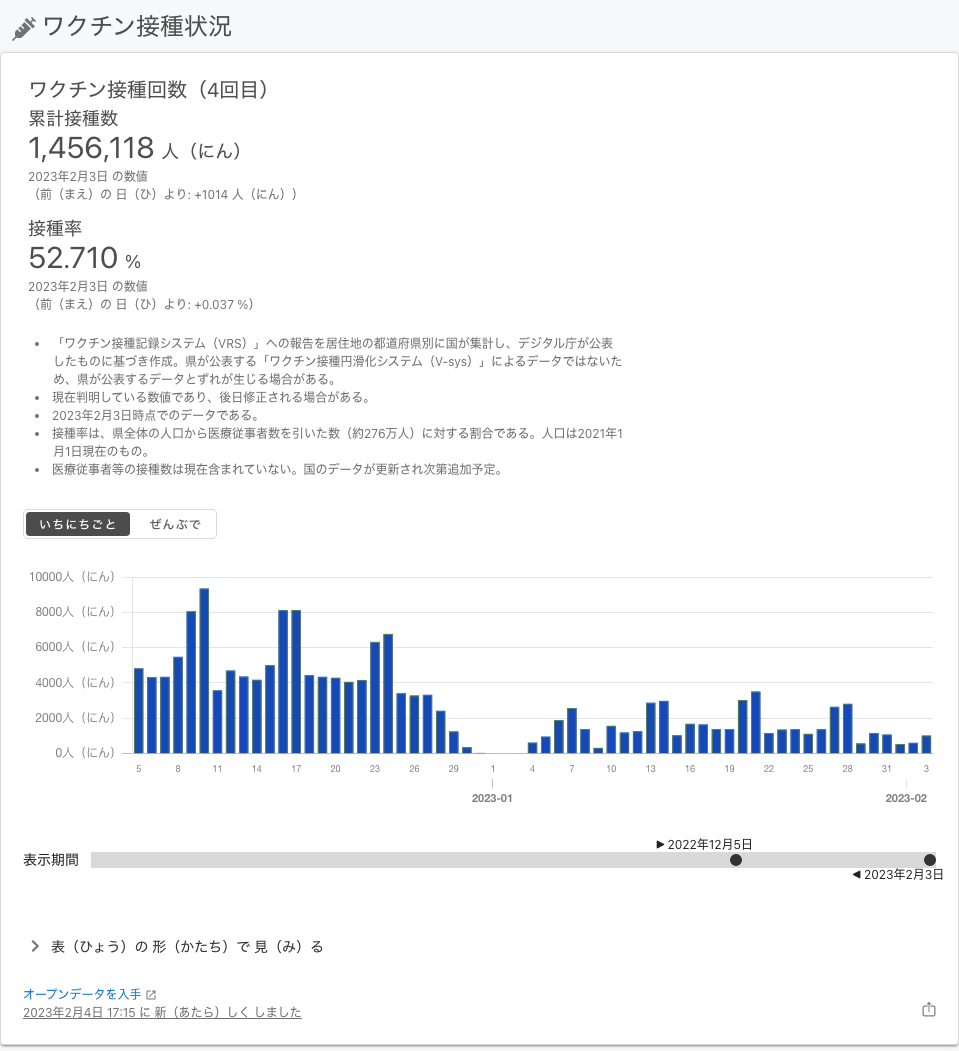 ワクチン接種状況
ワクチン接種回数（4回目）
累計接種数
1,456,118 人（にん）
2023年2月3日 の数値
（前（まえ）の 日（ひ）より: +1014 人（にん））
接種率
52.710 %
2023年2月3日 の数値
（前（まえ）の 日（ひ）より: +0.037 %）
• 「ワクチン接種記録システム（VRS）」への報告を居住地の都道府県別に国が集計し、デジタル庁が公表
したものに基づき作成。県が公表する「ワクチン接種円滑化システム（V-sys）」によるデータではないた
め、県が公表するデータとずれが生じる場合がある。
• 現在判明している数値であり、後日修正される場合がある。
• 2023年2月3日時点でのデータである。
• 接種率は、県全体の人口から医療従事者数を引いた数（約276万人）に対する割合である。人口は2021年1
月1日現在のもの。
• 医療従事者等の接種数は現在含まれていない。国のデータが更新され次第追加予定。
いちにちごと ぜんぶで
10000人（にん）
8000人（にん）
6000人（にん）
4000人（にん）
2000人（にん）
0人（にん）
5 8 11 14 17 20 23 26 29 1 4 7 10 13 16 19 22 25 28 31 3
2023-01 2023-02
▶ 2022年12月5日
表示期間
◀ 2023年2月3日
表（ひょう）の 形（かたち）で 見（み）る
オープンデータを入手
2023年2月4日 17:15 に 新（あたら）しく しました